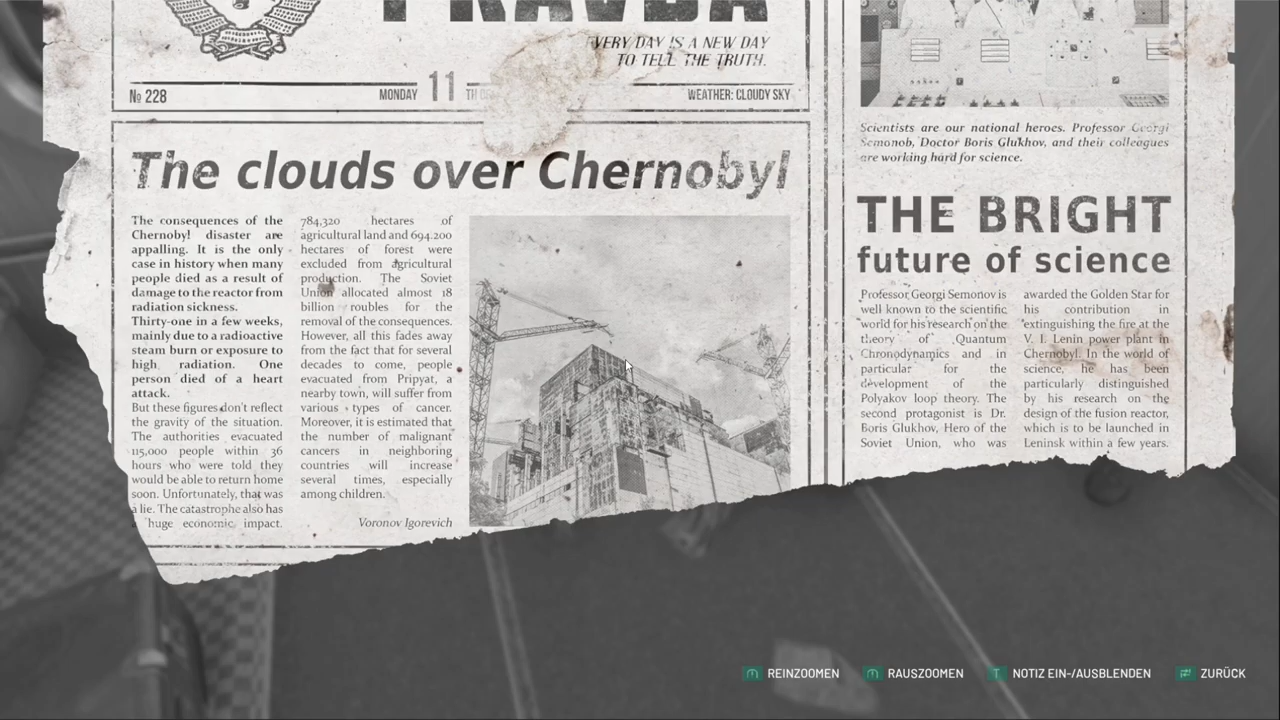 PRAVDA
EVERY DAY IS A NEW DAY
TO TELL THE TRUTH.
№ 228
MONDAY 11 TH
WEATHER: CLOUDY SKY
The clouds over Chernobyl
The consequences of the
Chernoby! disaster are
appalling. It is the only
case in history when many
people died as a result of
damage to the reactor from
radiation sickness.
Thirty-one in a few weeks,
mainly due to a radioactive
steam burn or exposure to
high radiation. One
person died of a heart
attack.
But these figures don't reflect
the gravity of the situation.
The authorities evacuated
115,000 people within 36
hours who were told they
would be able to return home
soon. Unfortunately, that was
a lie. The catastrophe also has
a huge economic impact.
784,320 hectares of
agricultural land and 694.200
hectares of forest were
excluded from agricultural
production. The Soviet
Union allocated almost 18
billion roubles for the
removal of the consequences.
However, all this fades away
from the fact that for several
decades to come, people
evacuated from Pripyat, a
nearby town, will suffer from
various types of cancer.
Moreover, it is estimated that
the number of malignant
cancers in neighboring
countries will increase
several times, especially
among children.
Voronov Igorevich
Scientists are our national heroes. Professor Georgi
Semonob, Doctor Boris Glukhov, and their colleagues
are working hard for science.
THE BRIGHT
future of science
Professor Georgi Semonov is
well known to the scientific
world for his research on the
theory of Quantum
Chronodynamics and in
particular for the
development of the
Polyakov loop theory. The
second protagonist is Dr.
Boris Glukhov, Hero of the
Soviet Union, who was
awarded the Golden Star for
his contribution in
extinguishing the fire at the
V. I. Lenin power plant in
Chernobyl. In the world of
science, he has been
particularly distinguished
by his research on the
design of the fusion reactor,
which is to be launched in
Leninsk within a few years.
REINZOOMEN
RAUSZOOMEN
T NOTIZ EIN-/AUSBLENDEN
ZURÜCK